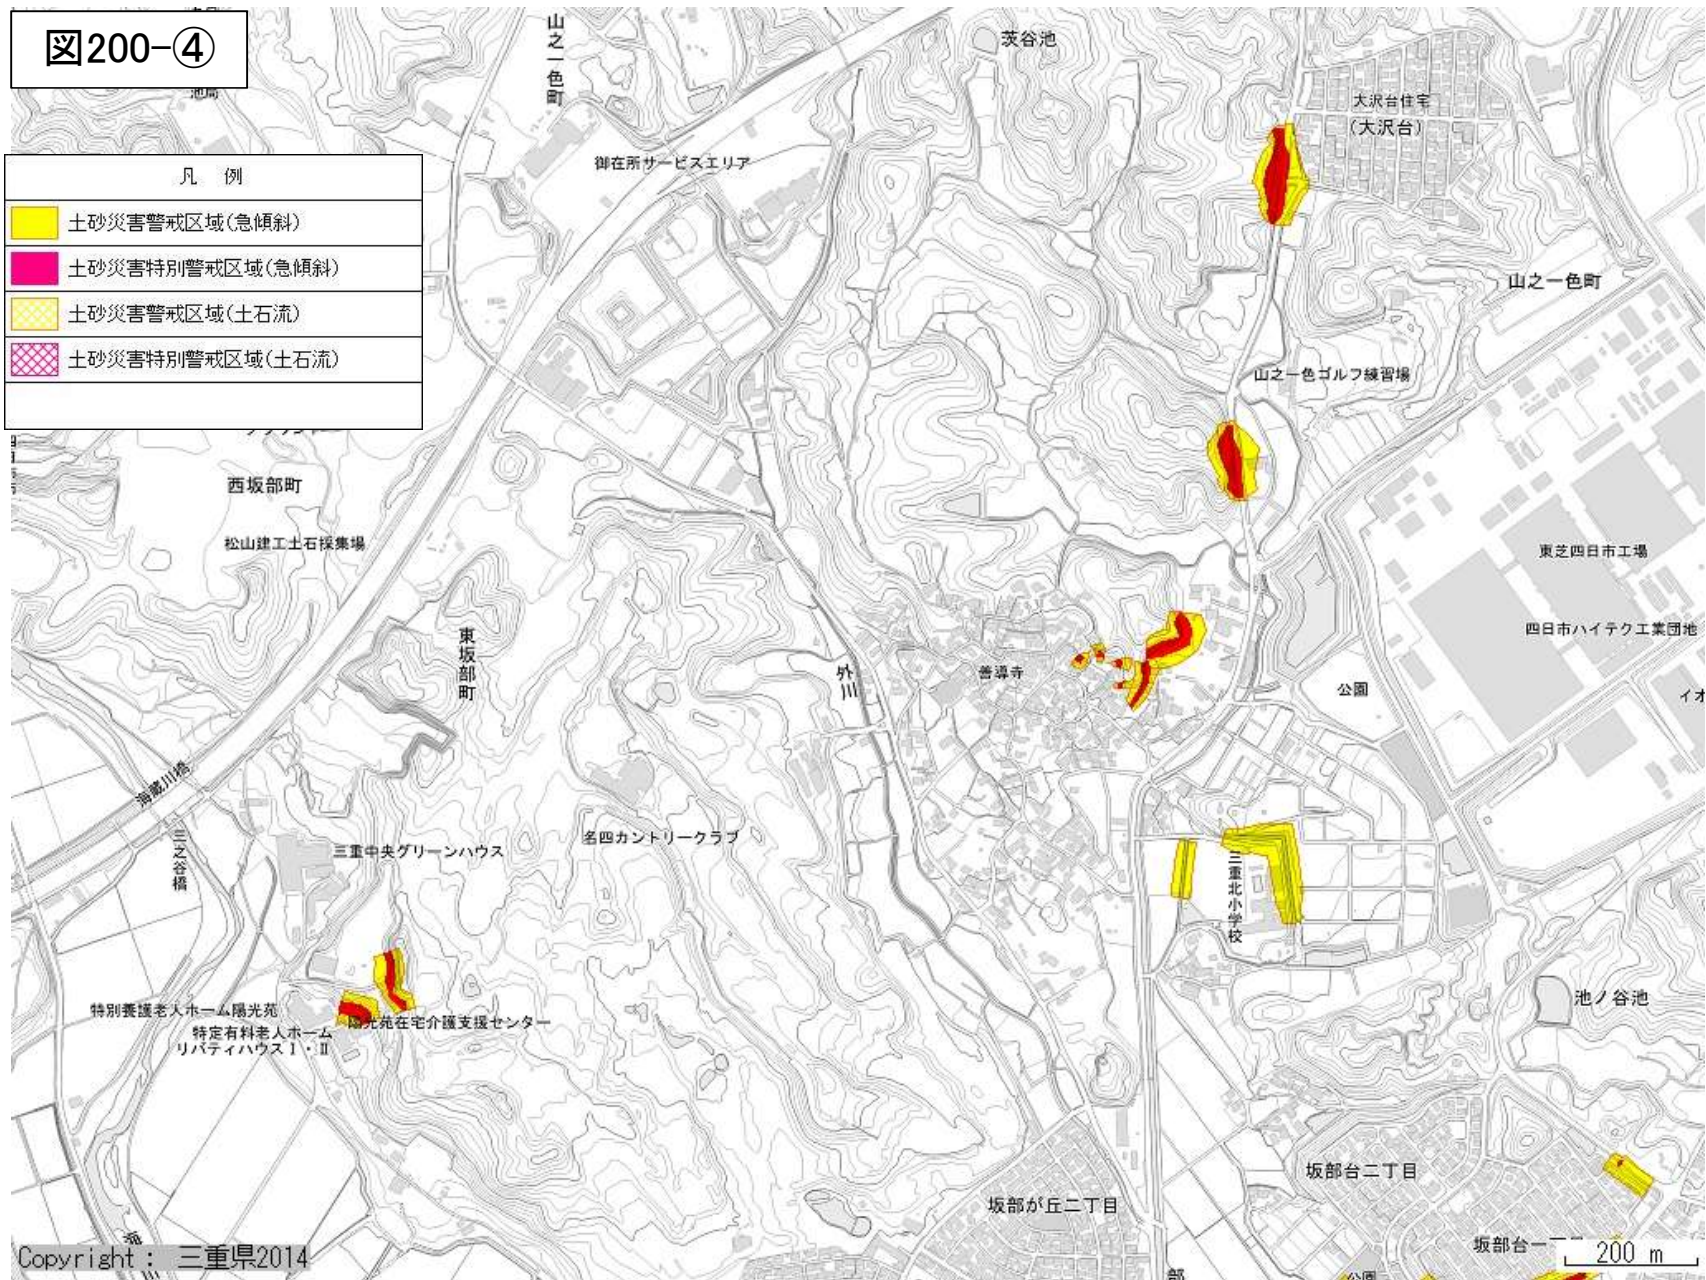 図200-④
凡 例
土砂災害警戒区域(急傾斜)
土砂災害特別警戒区域(急傾斜)
土砂災害警戒区域(土石流)
土砂災害特別警戒区域(土石流)
山之一色町
茨谷池
大沢台住宅
(大沢台)
御在所サービスエリア
山之一色町
山之一色ゴルフ練習場
西坂部町
松山建工土石採集場
東芝四日市工場
四日市ハイテク工業団地
東坂部町
外川
善導寺
公園
イオ
海蔵川橋
三之谷橋
三重中央グリーンハウス
名四カントリークラブ
三重北小学校
特別養護老人ホーム陽光苑
陽光苑在宅介護支援センター
特定有料老人ホーム
リバティハウスⅠ・Ⅱ
池ノ谷池
坂部台二丁目
坂部が丘二丁目
坂部台一
200 m
公園
部
Copyright : 三重県2014